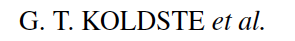 G. T. KOLDSTE et al.